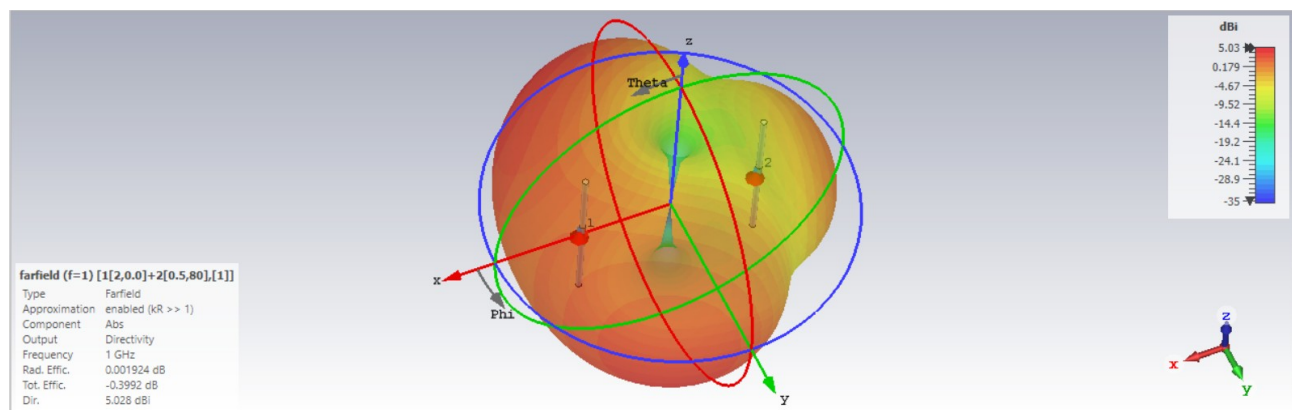 dBi
5.03
0.179
-4.67
-9.52
-14.4
-19.2
-24.1
-28.9
-35
z
Theta
2
1
x
Phi
y
farfield (f=1) [1[2,0.0]+2[0.5,80],[1]]
Type Farfield
Approximation enabled (kR >> 1)
Component Abs
Output Directivity
Frequency 1 GHz
Rad. Effic. 0.001924 dB
Tot. Effic. -0.3992 dB
Dir. 5.028 dBi
z
x
y